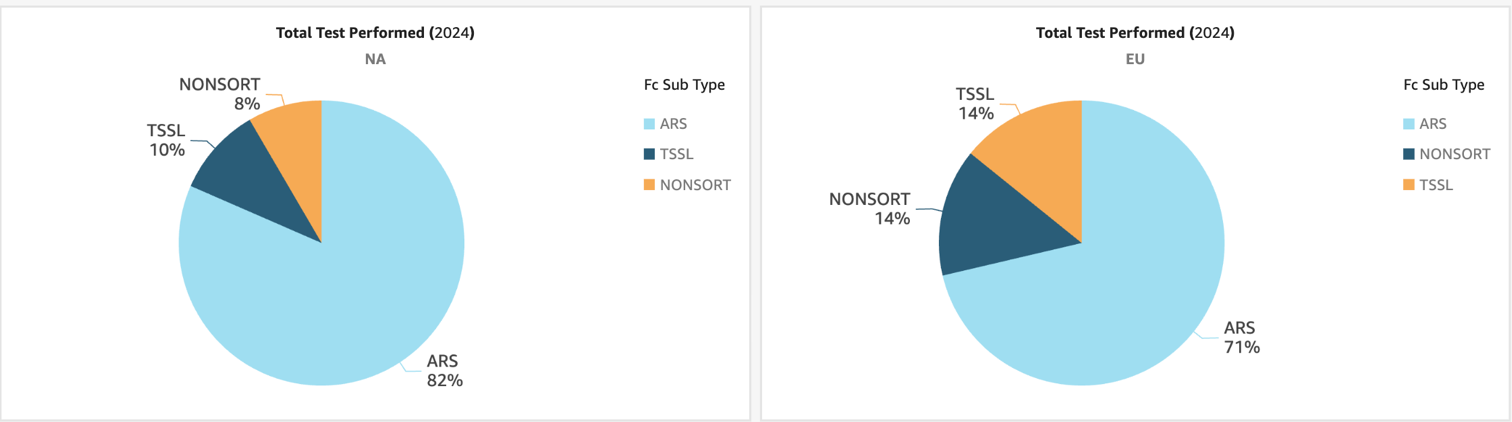 Total Test Performed (2024)
NA
NONSORT
8%
TSSL
10%
ARS
82%
Fc Sub Type
ARS
TSSL
NONSORT
Total Test Performed (2024)
EU
TSSL
14%
NONSORT
14%
ARS
71%
Fc Sub Type
ARS
NONSORT
TSSL